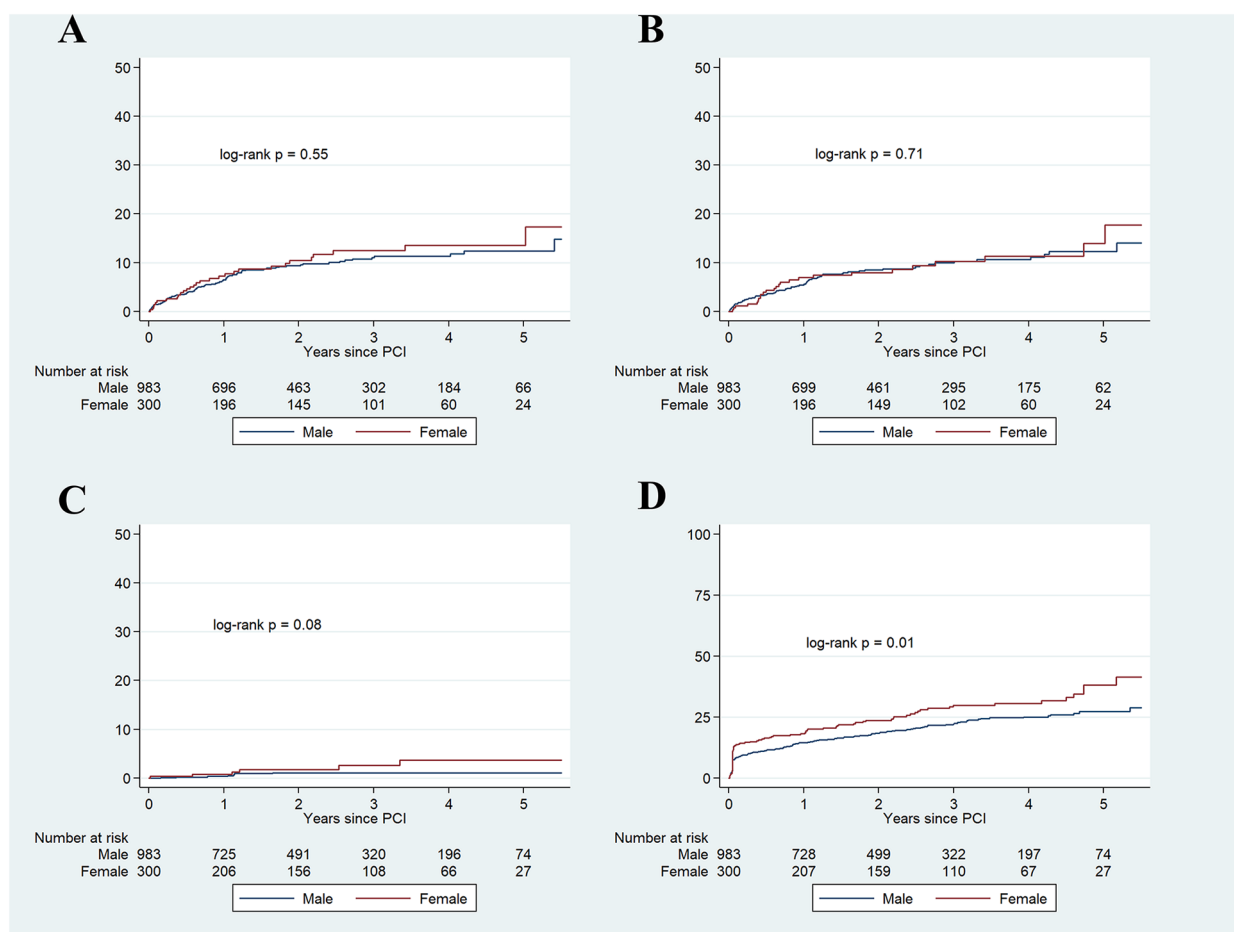 A
50
40
30
20
10
0
log-rank p = 0.55
0 1 2 3 4 5
Years since PCI
Number at risk
Male 983 696 463 302 184 66
Female 300 196 145 101 60 24
Male Female
B
50
40
30
20
10
0
log-rank p = 0.71
0 1 2 3 4 5
Years since PCI
Number at risk
Male 983 699 461 295 175 62
Female 300 196 149 102 60 24
Male Female
C
50
40
30
20
10
0
log-rank p = 0.08
0 1 2 3 4 5
Years since PCI
Number at risk
Male 983 725 491 320 196 74
Female 300 206 156 108 66 27
Male Female
D
100
75
50
25
0
log-rank p = 0.01
0 1 2 3 4 5
Years since PCI
Number at risk
Male 983 728 499 322 197 74
Female 300 207 159 110 67 27
Male Female